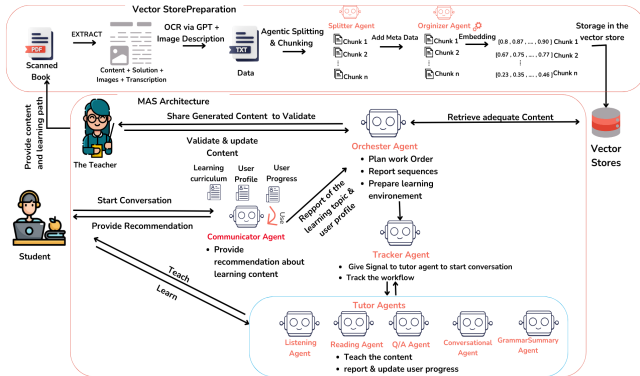 Vector StorePreparation
PDF
Scanned
Book
EXTRACT
Content + Solution +
Images + Transcription
OCR via GPT +
Image Description
TXT
Data
Agentic Splitting
& Chunking
Splitter Agent
Chunk 1
Chunk 2
Chunk n
Add Meta Data
Orginizer Agent
Chunk 1
Chunk 2
Chunk n
Embedding
(0.8 , 0.87 , ... , 0.90 ) Chunk 1
(0.67, 0.75 , ... , 0.77 ) Chunk 2
(0.23 , 0.35 , ... , 0.46 ) Chunk n
Storage in the
vector store
Vector
Stores
Provide content
and learning path
MAS Architecture
The Teacher
Share Generated Content to Validate
Validate & update
Content
Retrieve adequate Content
Orchester Agent
• Plan work Order
• Report sequences
• Prepare learning
environement
Learning
curriculum
User
Profile
User
Progress
Use
Start Conversation
Provide Recommendation
Student
Communicator Agent
• Provide
recommendation about
learning content
Repport of the
learning topic &
user profile
Tracker Agent
• Give Signal to tutor agent to start conversation
• Track the workflow
Teach
Learn
Tutor Agents
Listening
Agent
Reading Agent
Q/A Agent
Conversational
Agent
GrammarSummary
Agent
• Teach the content
• report & update user progress